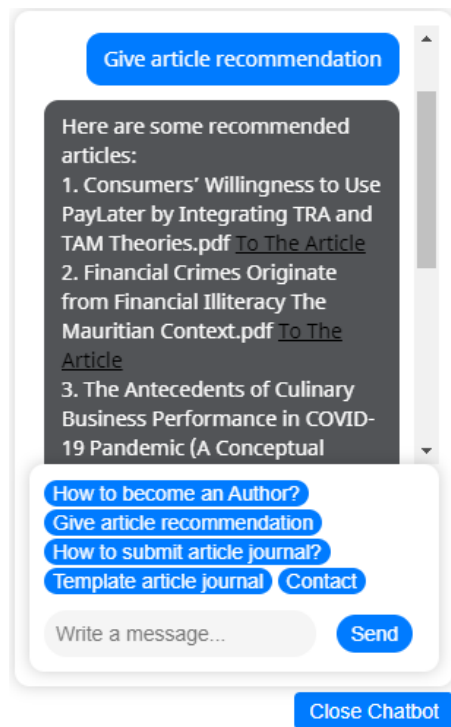 Give article recommendation
Here are some recommended
articles:
1. Consumers’ Willingness to Use
PayLater by Integrating TRA and
TAM Theories.pdf To The Article
2. Financial Crimes Originate
from Financial Illiteracy The
Mauritian Context.pdf To The
Article
3. The Antecedents of Culinary
Business Performance in COVID-
19 Pandemic (A Conceptual
How to become an Author?
Give article recommendation
How to submit article journal?
Template article journal Contact
Write a message... Send
Close Chatbot